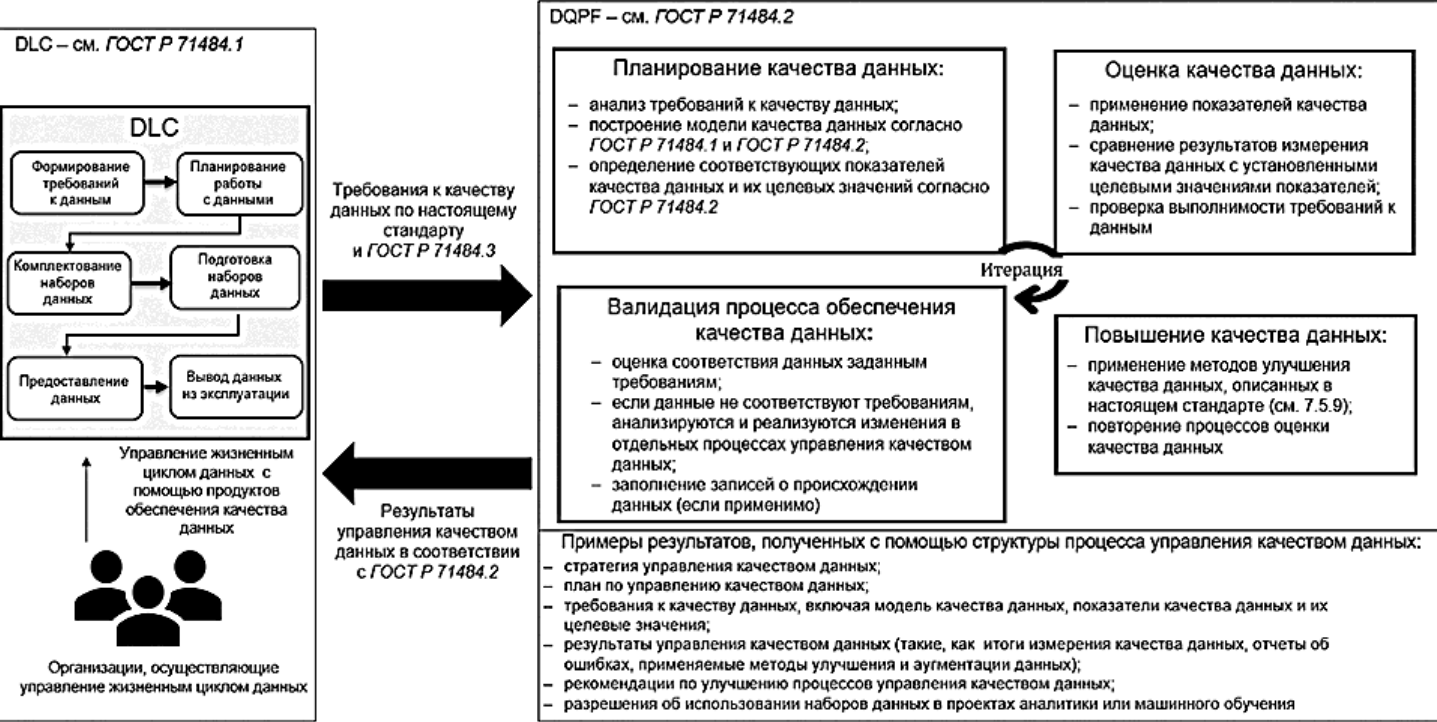 DLC – см. ГОСТ Р 71484.1
DLC
Формирование
требований
к данным
Планирование
работы
с данными
Комплектование
наборов
данных
Подготовка
наборов
данных
Предоставление
данных
Вывод данных
из эксплуатации
Управление жизненным
циклом данных с
помощью продуктов
обеспечения качества
данных
Организации, осуществляющие
управление жизненным циклом данных
Требования к качеству
данных по настоящему
стандарту
и ГОСТ Р 71484.3
Результаты
управления качеством
данных в соответствии
с ГОСТ Р 71484.2
DQPF – см. ГОСТ Р 71484.2
Планирование качества данных:
– анализ требований к качеству данных;
– построение модели качества данных согласно
ГОСТ Р 71484.1 и ГОСТ Р 71484.2;
– определение соответствующих показателей
качества данных и их целевых значений согласно
ГОСТ Р 71484.2
Оценка качества данных:
– применение показателей качества
данных;
– сравнение результатов измерения
качества данных с установленными
целевыми значениями показателей;
– проверка выполнимости требований к
данным
Итерация
Валидация процесса обеспечения
качества данных:
– оценка соответствия данных заданным
требованиям;
– если данные не соответствуют требованиям,
анализируются и реализуются изменения в
отдельных процессах управления качеством
данных;
– заполнение записей о происхождении
данных (если применимо)
Повышение качества данных:
– применение методов улучшения
качества данных, описанных в
настоящем стандарте (см. 7.5.9);
– повторение процессов оценки
качества данных
Примеры результатов, полученных с помощью структуры процесса управления качеством данных:
– стратегия управления качеством данных;
– план по управлению качеством данных;
– требования к качеству данных, включая модель качества данных, показатели качества данных и их
целевые значения;
– результаты управления качеством данных (такие, как итоги измерения качества данных, отчеты об
ошибках, применяемые методы улучшения и аугментации данных);
– рекомендации по улучшению процессов управления качеством данных;
– разрешения об использовании наборов данных в проектах аналитики или машинного обучения